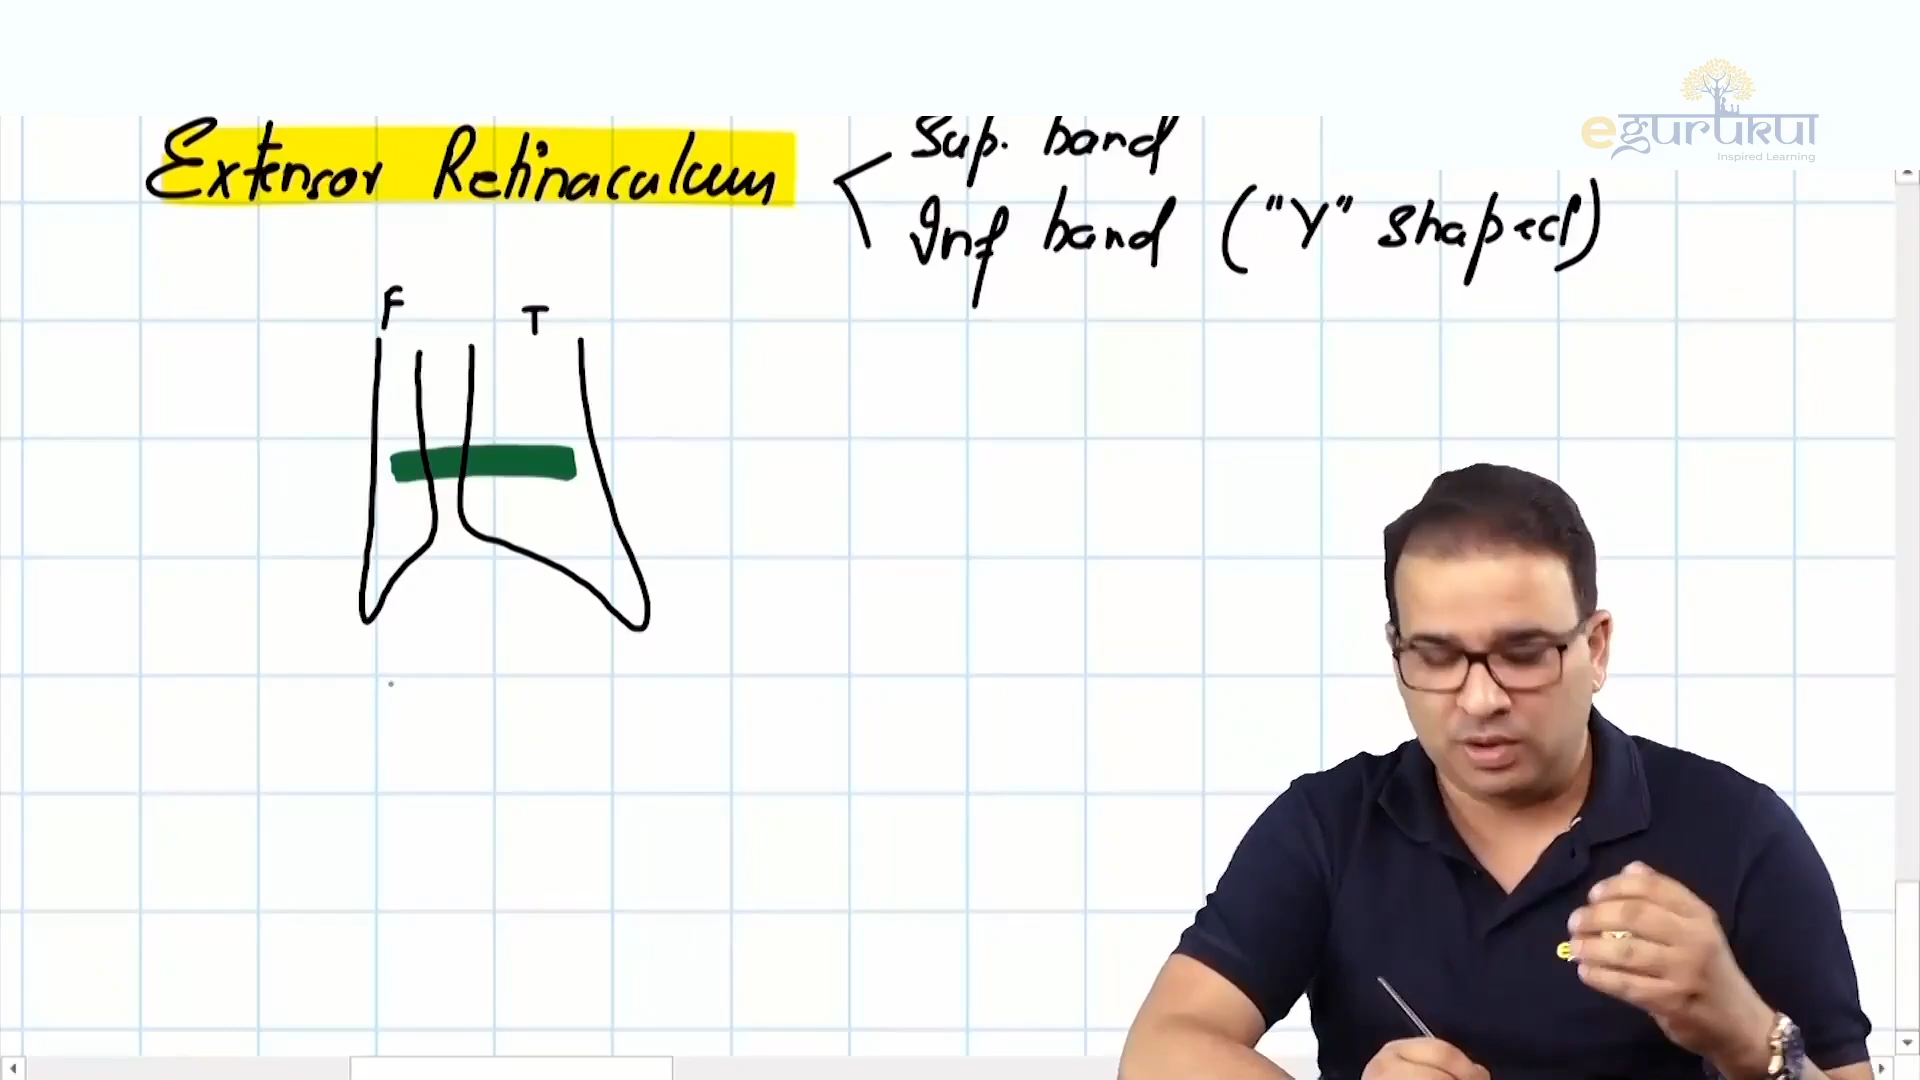 eGURUKUL
Inspired Learning
Extensor Retinaculum
Sup. band
Inf band ("Y" shaped)
F
T
e